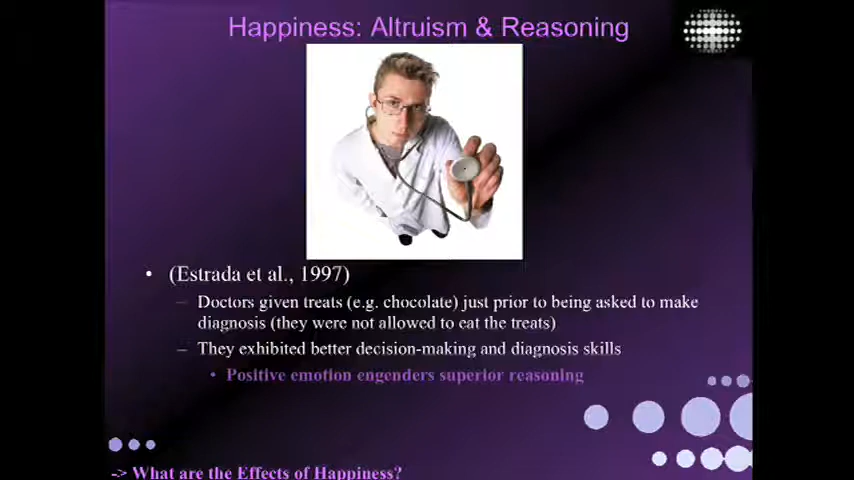 Happiness: Altruism & Reasoning
• (Estrada et al., 1997)
– Doctors given treats (e.g. chocolate) just prior to being asked to make
diagnosis (they were not allowed to eat the treats)
– They exhibited better decision-making and diagnosis skills
• Positive emotion engenders superior reasoning
-> What are the Effects of Happiness?